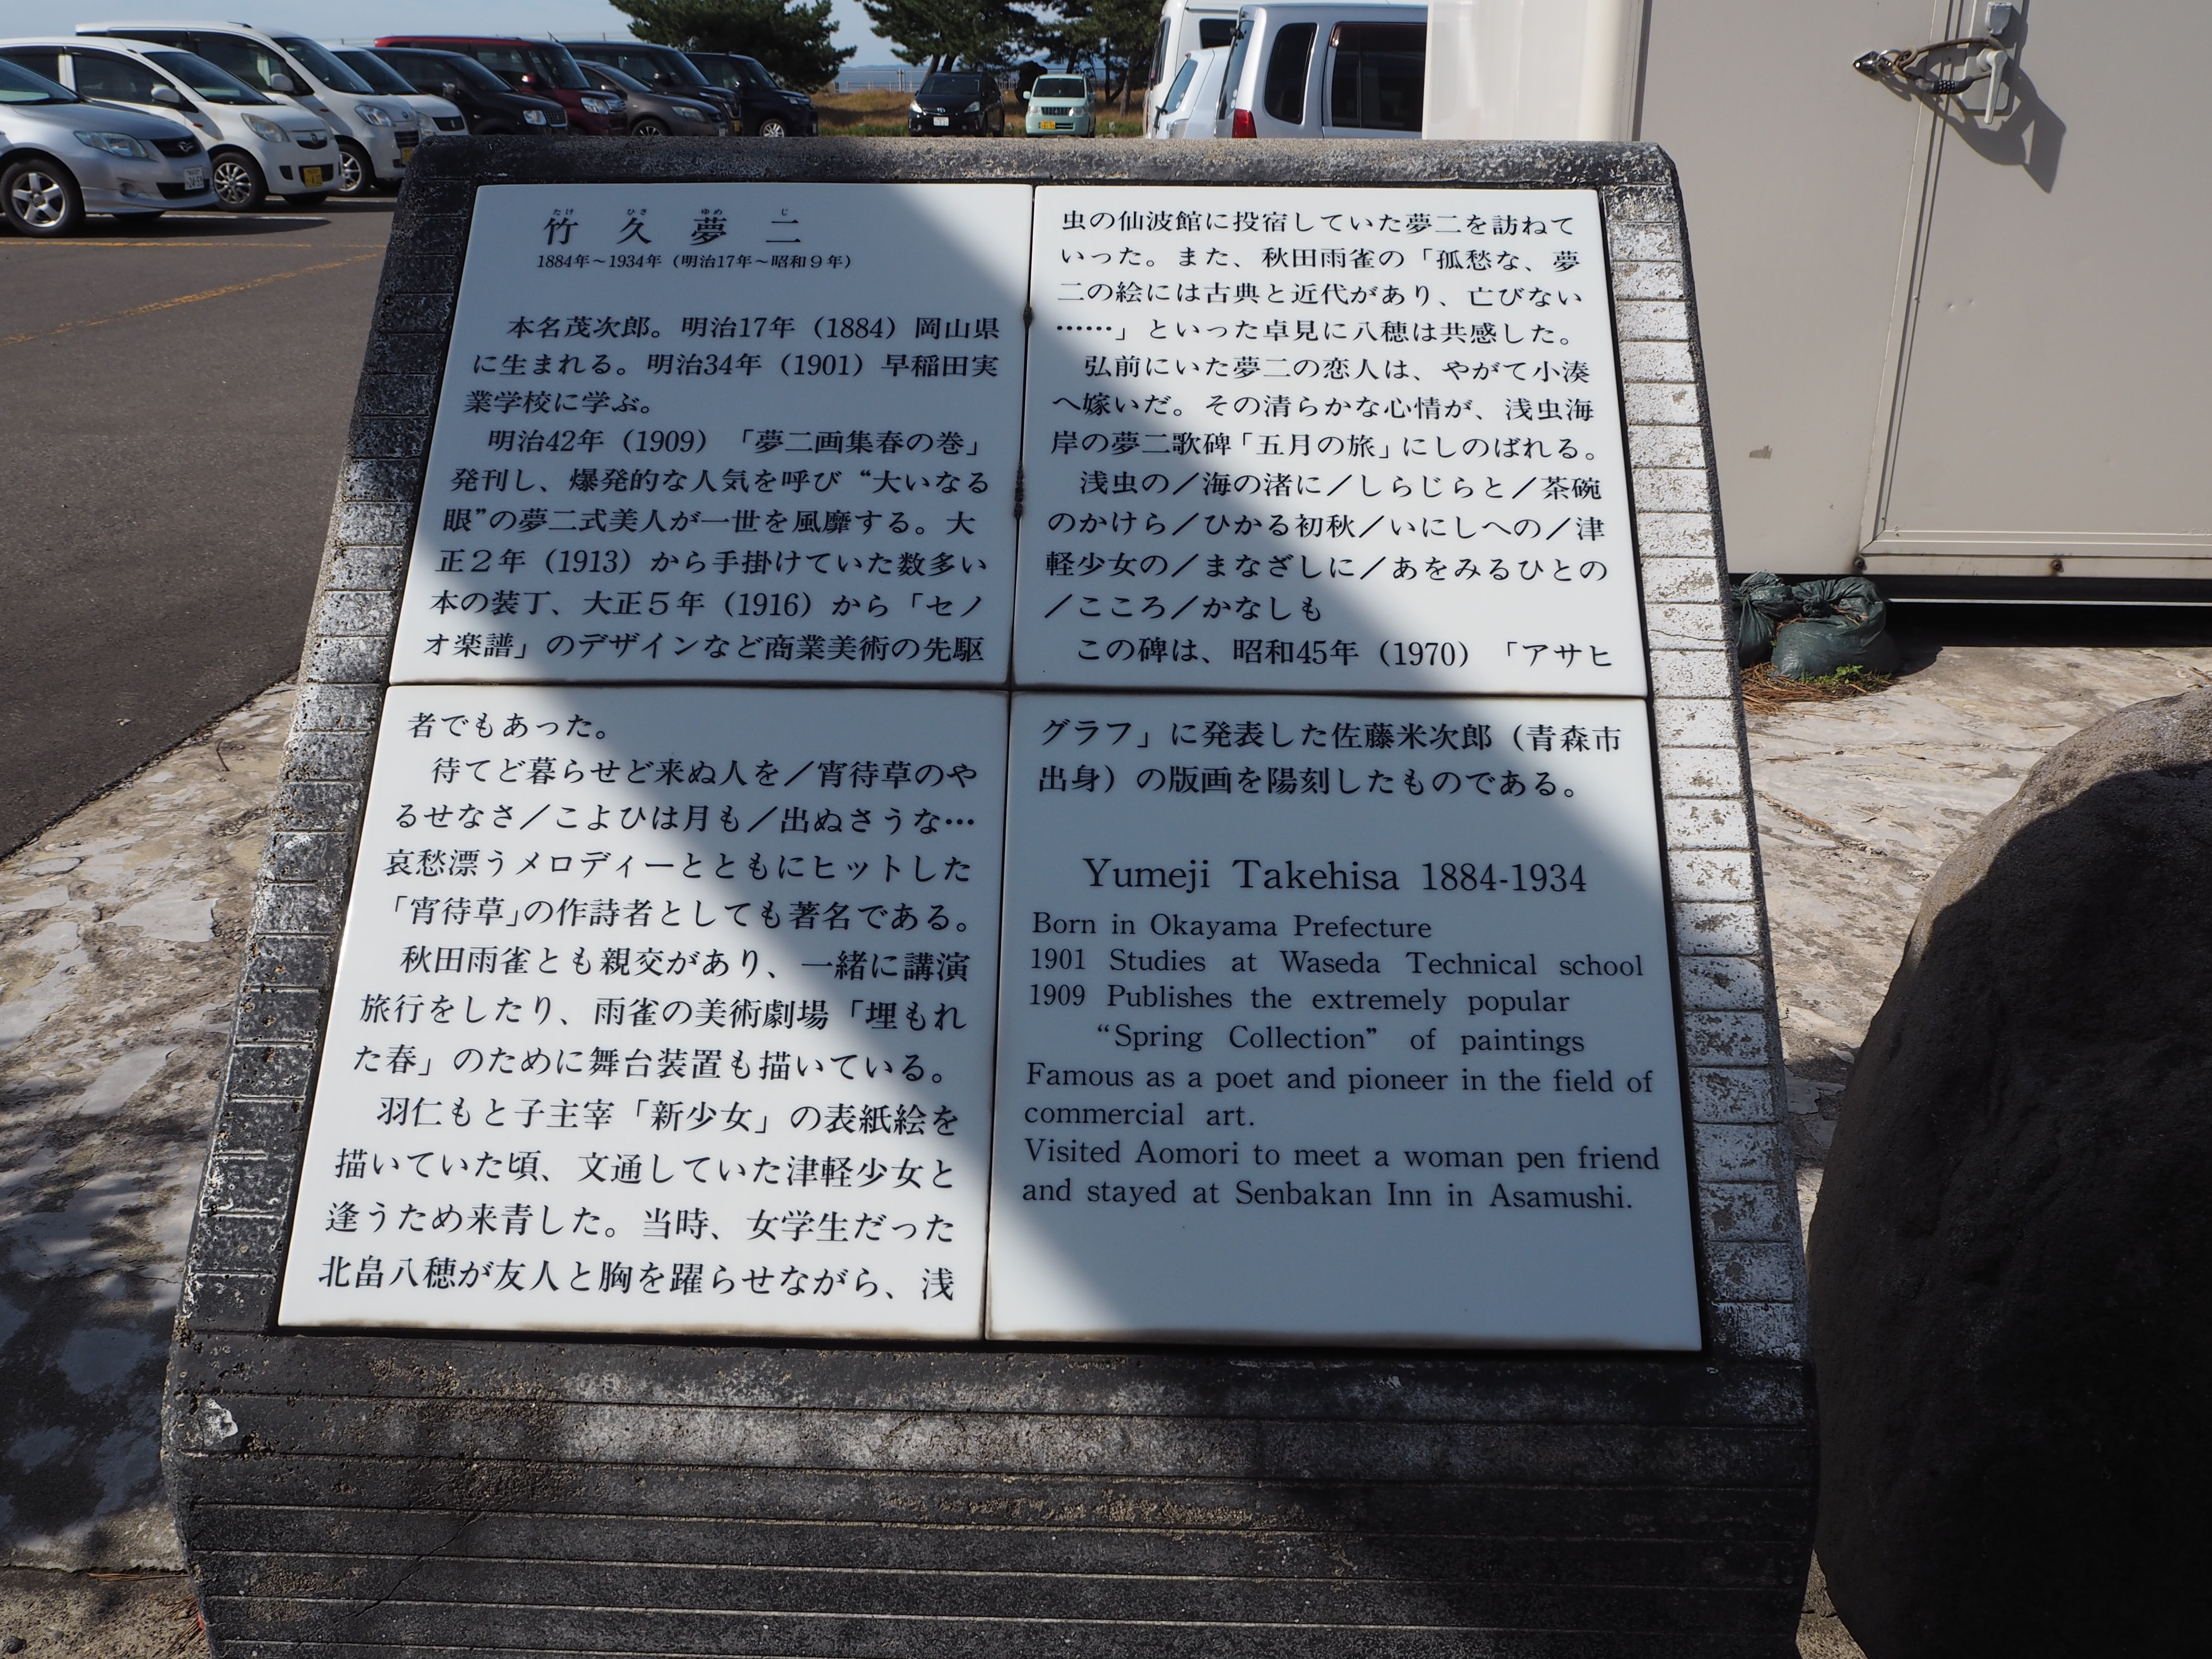 たけ ひさ ゆめ じ
竹久夢二
1884年～1934年（明治17年～昭和９年）
本名茂次郎。明治17年（1884）岡山県
に生まれる。明治34年（1901）早稲田実
業学校に学ぶ。
明治42年（1909）「夢二画集春の巻」
発刊し、爆発的な人気を呼び“大いなる
眼”の夢二式美人が一世を風靡する。大
正２年（1913）から手掛けていた数多い
本の装丁、大正５年（1916）から「セノ
オ楽譜」のデザインなど商業美術の先駆
者でもあった。
待てど暮らせど来ぬ人を／宵待草のや
るせなさ／こよひは月も／出ぬさうな…
哀愁漂うメロディーとともにヒットした
「宵待草」の作詩者としても著名である。
秋田雨雀とも親交があり、一緒に講演
旅行をしたり、雨雀の美術劇場「埋もれ
た春」のために舞台装置も描いている。
羽仁もと子主宰「新少女」の表紙絵を
描いていた頃、文通していた津軽少女と
逢うため来青した。当時、女学生だった
北畠八穂が友人と胸を躍らせながら、浅
虫の仙波館に投宿していた夢二を訪ねて
いった。また、秋田雨雀の「孤愁な、夢
二の絵には古典と近代があり、亡びない
……」といった卓見に八穂は共感した。
弘前にいた夢二の恋人は、やがて小湊
へ嫁いだ。その清らかな心情が、浅虫海
岸の夢二歌碑「五月の旅」にしのばれる。
浅虫の／海の渚に／しらじらと／茶碗
のかけら／ひかる初秋／いにしへの／津
軽少女の／まなざしに／あをみるひとの
／こころ／かなしも
この碑は、昭和45年（1970）「アサヒ
グラフ」に発表した佐藤米次郎（青森市
出身）の版画を陽刻したものである。
Yumeji Takehisa 1884-1934
Born in Okayama Prefecture
1901 Studies at Waseda Technical school
1909 Publishes the extremely popular
“Spring Collection” of paintings
Famous as a poet and pioneer in the field of
commercial art.
Visited Aomori to meet a woman pen friend
and stayed at Senbakan Inn in Asamushi.